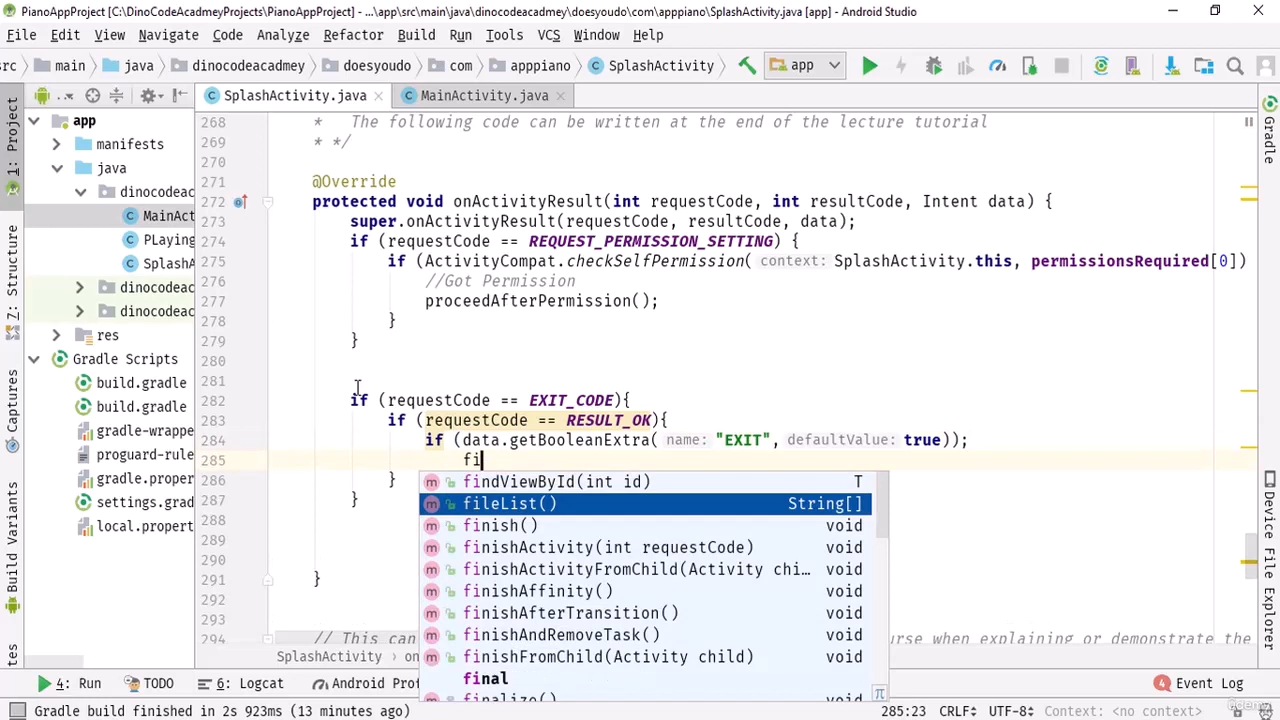 PianoAppProject [C:\DinoCodeAcadmeyProjects\PianoAppProject] - ...\app\src\main\java\dinocodeacadmey\doesyoudo\com\apppiano\SplashActivity.java [app] - Android Studio
File Edit View Navigate Code Analyze Refactor Build Run Tools VCS Window Help
src main java dinocodeacadmey doesyoudo com apppiano SplashActivity app
SplashActivity.java MainActivity.java
1: Project
Z: Structure
Captures
Build Variants
app
manifests
java
dinocodeac
MainAct
PLaying
SplashA
dinocodeac
dinocodeac
res
Gradle Scripts
build.gradle
build.gradle
gradle-wrappe
proguard-rule
gradle.proper
settings.grad
local.propert
268 * The following code can be written at the end of the lecture tutorial
269 * */
270
271 @Override
272 protected void onActivityResult(int requestCode, int resultCode, Intent data) {
273 super.onActivityResult(requestCode, resultCode, data);
274 if (requestCode == REQUEST_PERMISSION_SETTING) {
275 if (ActivityCompat.checkSelfPermission( context: SplashActivity.this, permissionsRequired[0])
276 //Got Permission
277 proceedAfterPermission();
278 }
279 }
280
281
282 if (requestCode == EXIT_CODE){
283 if (requestCode == RESULT_OK){
284 if (data.getBooleanExtra( name: "EXIT", defaultValue: true));
285 fi
286 }
287 }
288
289
290
291 }
292
293
294 // This can urse when explaining or demonstrate the
findViewById(int id) T
fileList() String[]
finish() void
finishActivity(int requestCode) void
finishActivityFromChild(Activity chi... void
finishAffinity() void
finishAfterTransition() void
finishAndRemoveTask() void
finishFromChild(Activity child) void
final
finalize() void
SplashActivity on
Gradle
Device File Explorer
4: Run TODO 6: Logcat Android Prof Event Log
Gradle build finished in 2s 923ms (13 minutes ago) 285:23 CRLF UTF-8 Context: <no context>